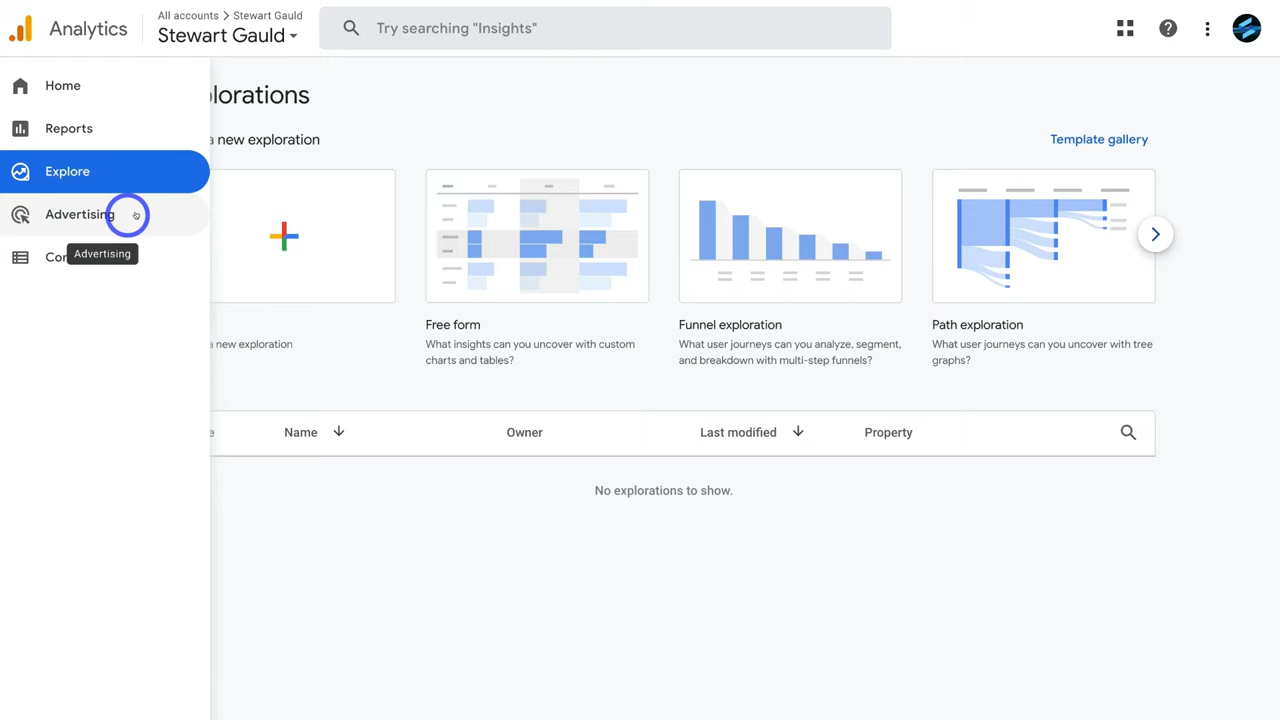 Analytics
All accounts > Stewart Gauld
Stewart Gauld
Try searching "Insights"
Home
Reports
Explore
Advertising
Advertising
lorations
new exploration
Template gallery
new exploration
Free form
What insights can you uncover with custom
charts and tables?
Funnel exploration
What user journeys can you analyze, segment,
and breakdown with multi-step funnels?
Path exploration
What user journeys can you uncover with tree
graphs?
Name
Owner
Last modified
Property
No explorations to show.